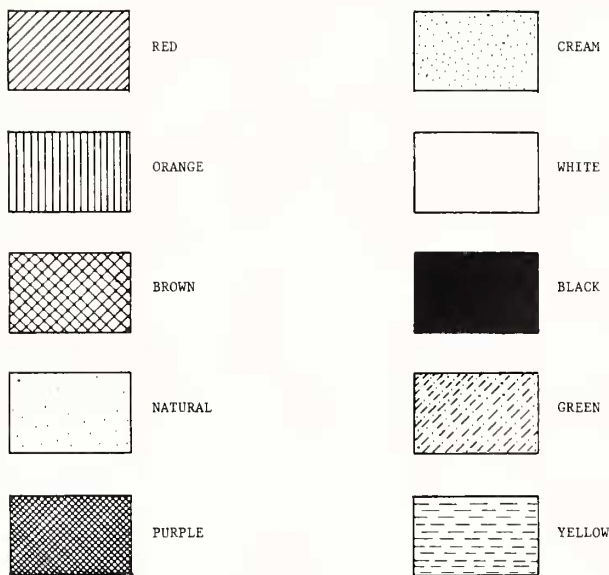 RED
ORANGE
BROWN
NATURAL
PURPLE
CREAM
WHITE
BLACK
GREEN
YELLOW